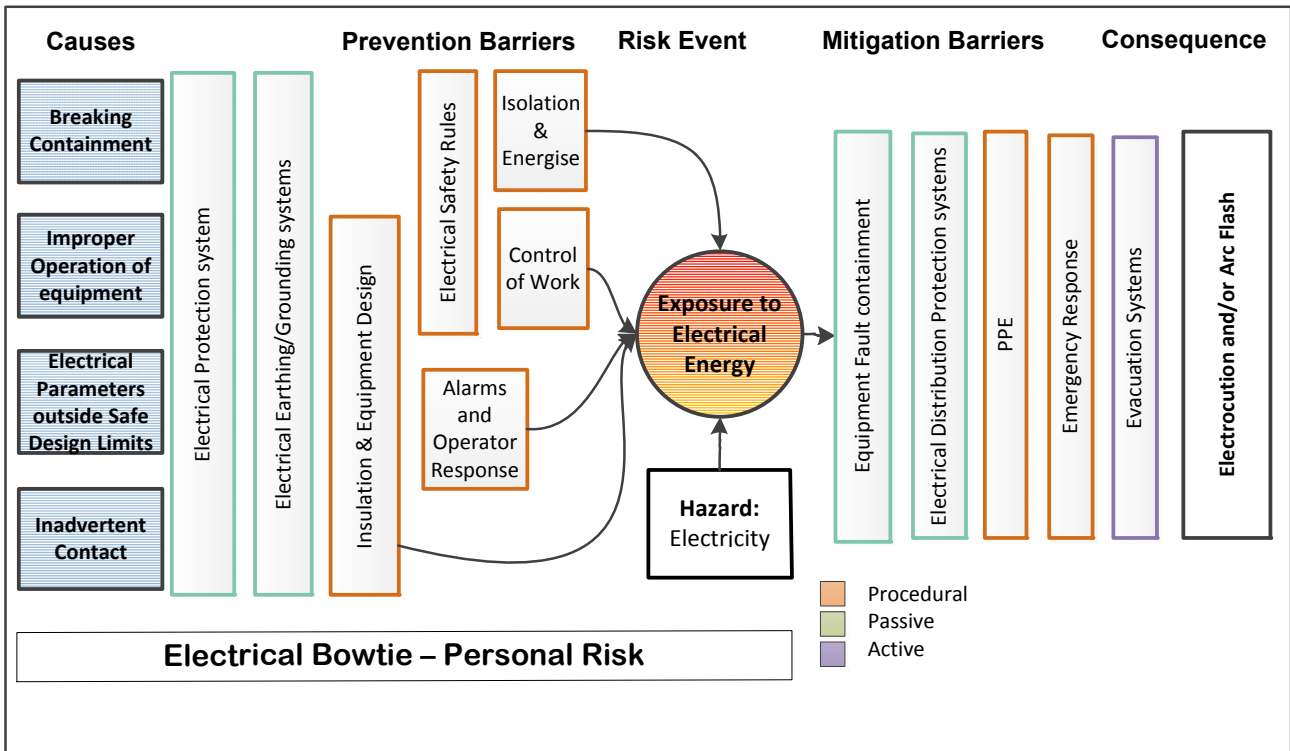 Causes
Prevention Barriers
Risk Event
Mitigation Barriers
Consequence
Breaking
Containment
Improper
Operation of
equipment
Electrical
Parameters
outside Safe
Design Limits
Inadvertent
Contact
Electrical Protection system
Electrical Earthing/Grounding systems
Insulation & Equipment Design
Electrical Safety Rules
Isolation
&
Energise
Control
of Work
Alarms
and
Operator
Response
Exposure to
Electrical
Energy
Hazard:
Electricity
Equipment Fault containment
Electrical Distribution Protection systems
PPE
Emergency Response
Evacuation Systems
Electrocution and/or Arc Flash
Procedural
Passive
Active
Electrical Bowtie – Personal Risk